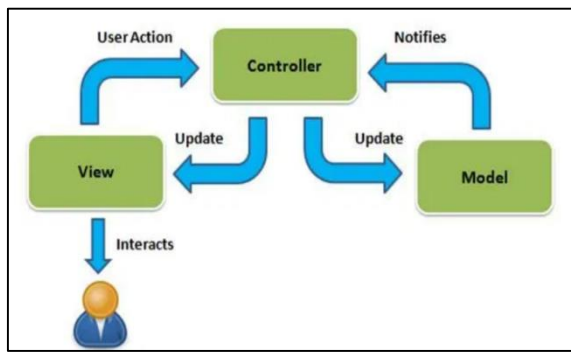 User Action
Notifies
Controller
Update
Update
View
Model
Interacts